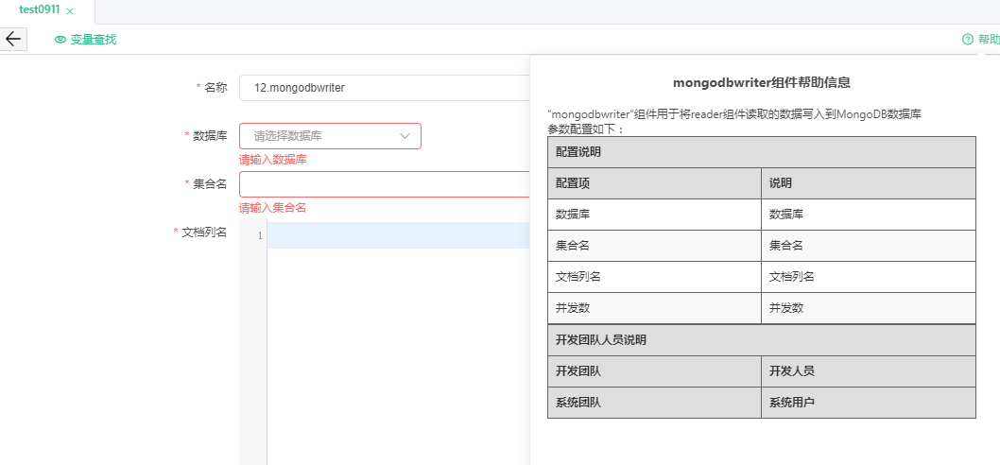 test0911 ×
变量查找
帮助
* 名称
12.mongodbwriter
* 数据库
请选择数据库
请输入数据库
* 集合名
请输入集合名
* 文档列名
1
mongodbwriter组件帮助信息
“mongodbwriter”组件用于将reader组件读取的数据写入到MongoDB数据库
参数配置如下：
配置说明
配置项 说明
数据库 数据库
集合名 集合名
文档列名 文档列名
并发数 并发数
开发团队人员说明
开发团队 开发人员
系统团队 系统用户